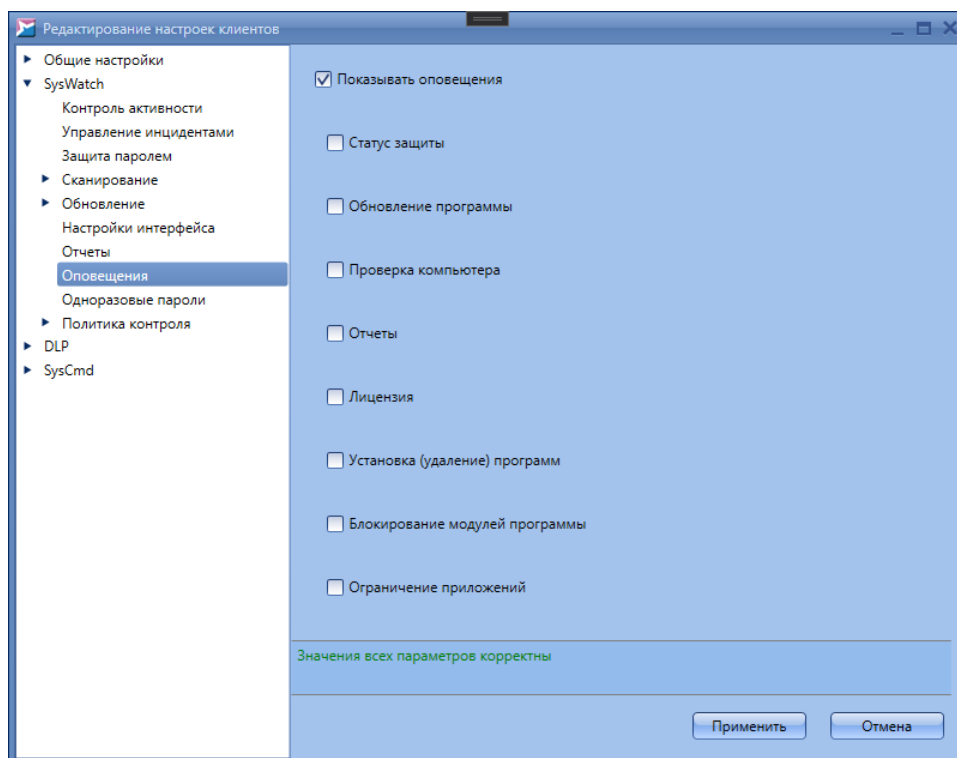 Редактирование настроек клиентов
Общие настройки
SysWatch
Контроль активности
Управление инцидентами
Защита паролем
Сканирование
Обновление
Настройки интерфейса
Отчеты
Оповещения
Одноразовые пароли
Политика контроля
DLP
SysCmd
Показывать оповещения
Статус защиты
Обновление программы
Проверка компьютера
Отчеты
Лицензия
Установка (удаление) программ
Блокирование модулей программы
Ограничение приложений
Значения всех параметров корректны
Применить
Отмена